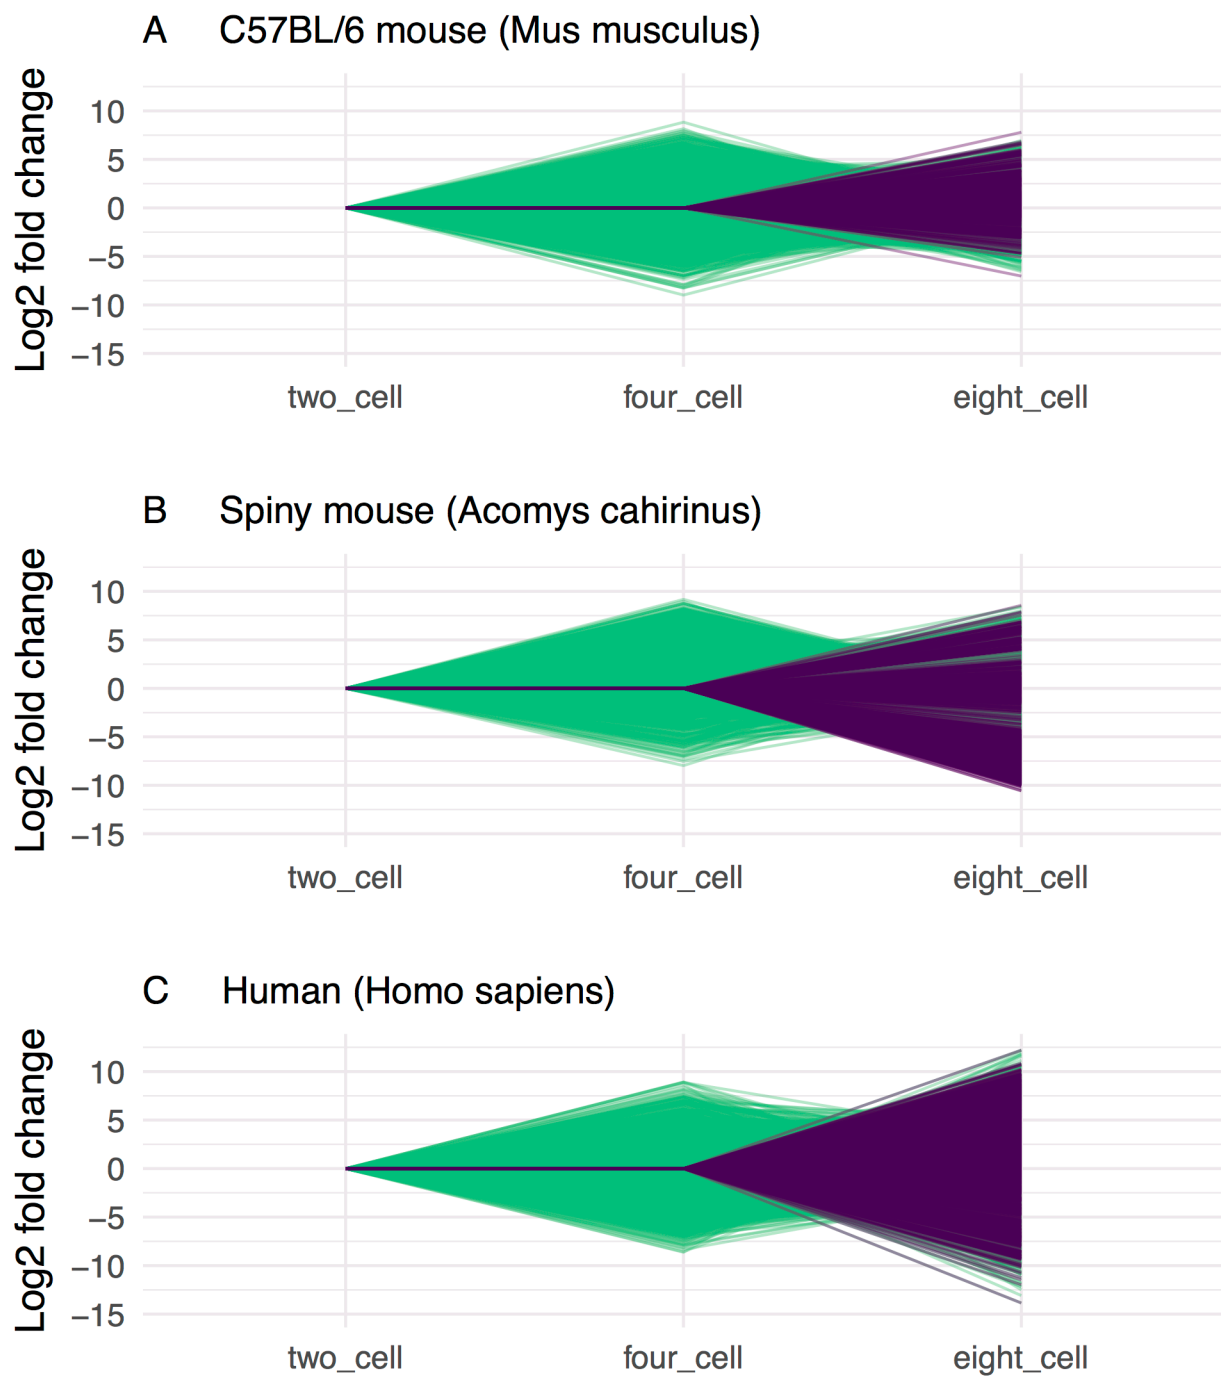 A C57BL/6 mouse (Mus musculus)
Log2 fold change
10
5
0
−5
−10
−15
two_cell four_cell eight_cell
B Spiny mouse (Acomys cahirinus)
Log2 fold change
10
5
0
−5
−10
−15
two_cell four_cell eight_cell
C Human (Homo sapiens)
Log2 fold change
10
5
0
−5
−10
−15
two_cell four_cell eight_cell